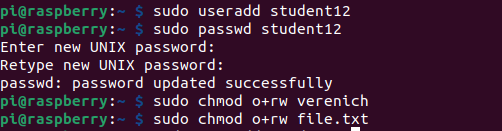 pi@raspberry:~ $ sudo useradd student12
pi@raspberry:~ $ sudo passwd student12
Enter new UNIX password:
Retype new UNIX password:
passwd: password updated successfully
pi@raspberry:~ $ sudo chmod o+rw verenich
pi@raspberry:~ $ sudo chmod o+rw file.txt